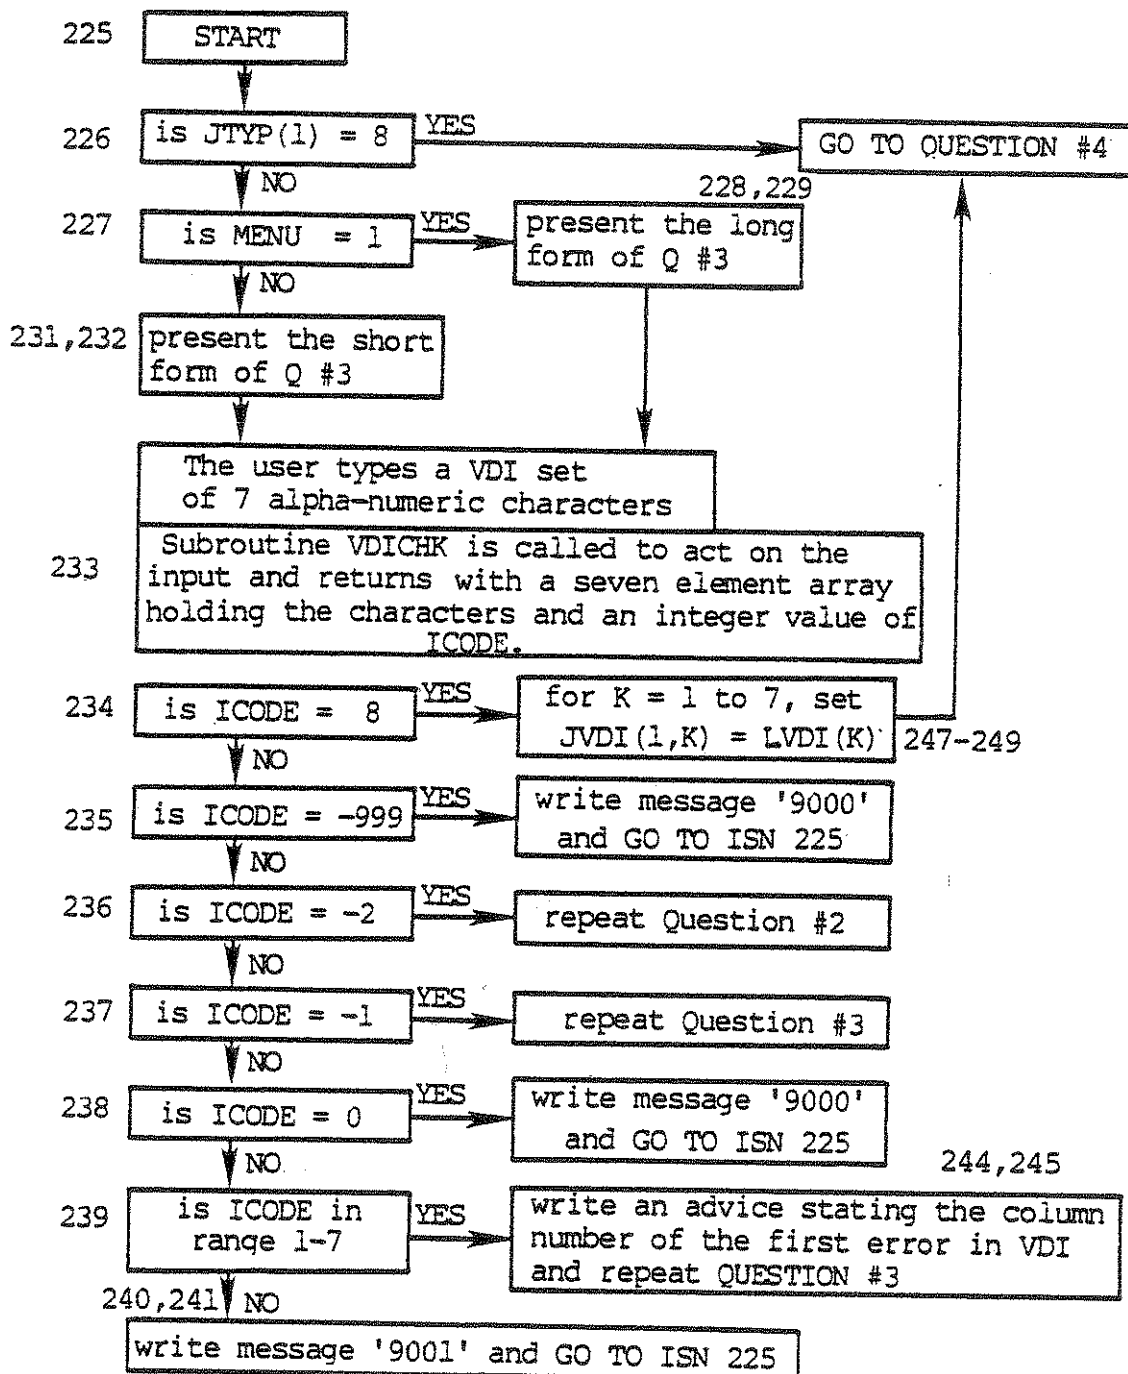 225 START
226 is JTYP(1) = 8 YES GO TO QUESTION #4
NO
228,229
227 is MENU = 1 YES present the long
form of Q #3
NO
231,232 present the short
form of Q #3
The user types a VDI set
of 7 alpha-numeric characters
233 Subroutine VDICHK is called to act on the
input and returns with a seven element array
holding the characters and an integer value of
ICODE.
234 is ICODE = 8 YES for K = 1 to 7, set
JVDI(1,K) = LVDI(K) 247-249
NO
235 is ICODE = -999 YES write message '9000'
and GO TO ISN 225
NO
236 is ICODE = -2 YES repeat Question #2
NO
237 is ICODE = -1 YES repeat Question #3
NO
238 is ICODE = 0 YES write message '9000'
and GO TO ISN 225
NO
244,245
239 is ICODE in
range 1-7 YES write an advice stating the column
number of the first error in VDI
and repeat QUESTION #3
240,241 NO
write message '9001' and GO TO ISN 225